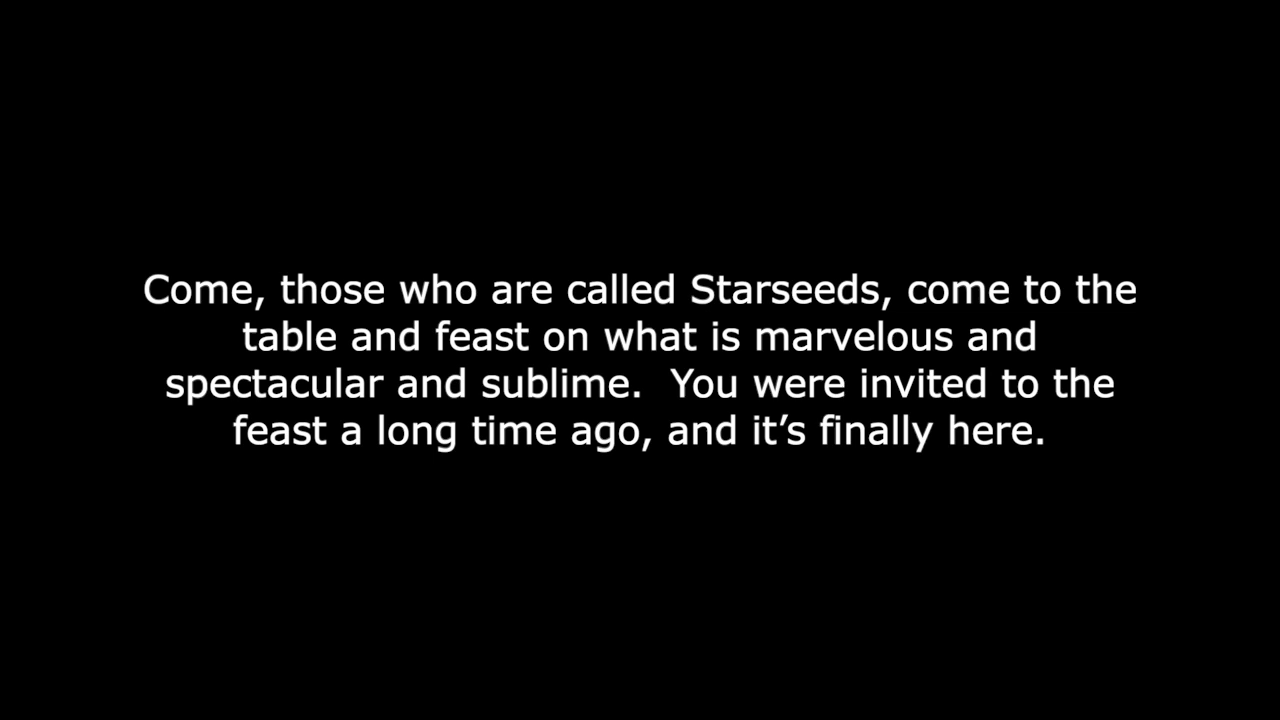 Come, those who are called Starseeds, come to the
table and feast on what is marvelous and
spectacular and sublime.  You were invited to the
feast a long time ago, and it’s finally here.